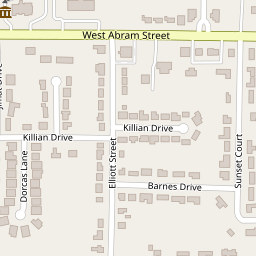 West Abram Street
Killian Drive
Killian Drive
Elliott Street
Dorcas Lane
Barnes Drive
Sunset Court